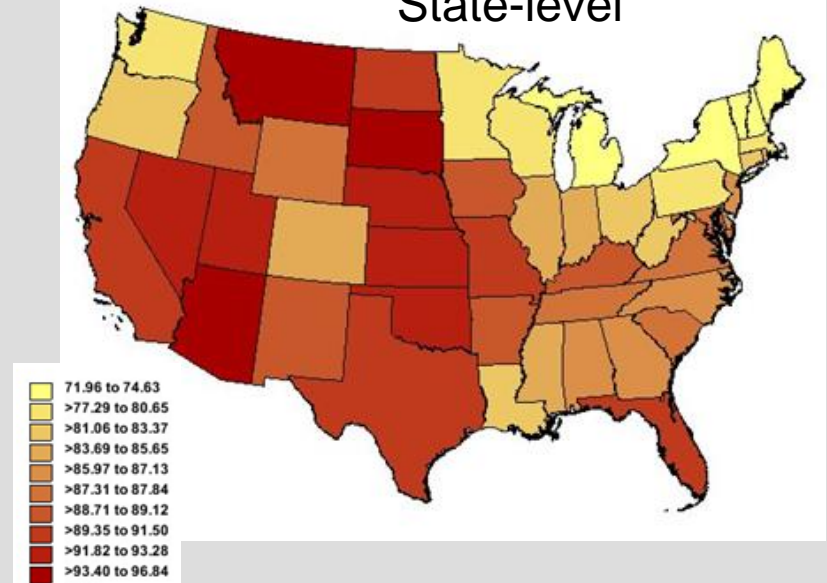 State-level
71.96 to 74.63
>77.29 to 80.65
>81.06 to 83.37
>83.69 to 85.65
>85.97 to 87.13
>87.31 to 87.84
>88.71 to 89.12
>89.35 to 91.50
>91.82 to 93.28
>93.40 to 96.84